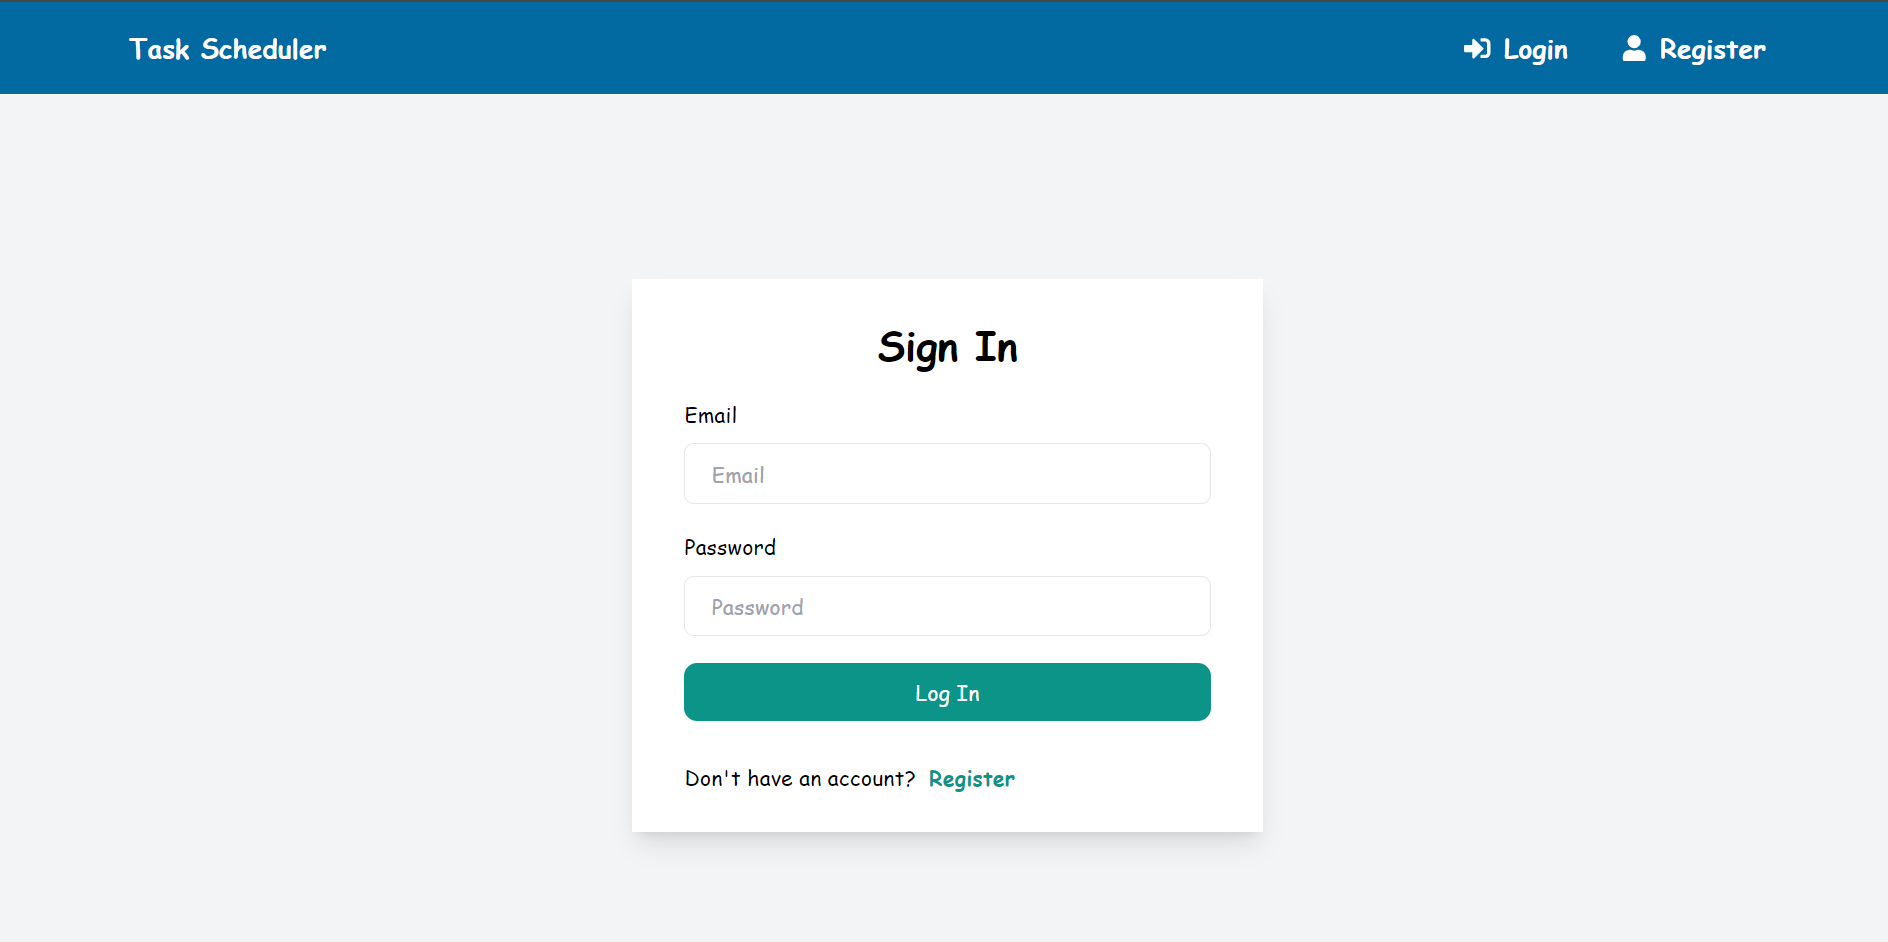 Task Scheduler Login Register
Sign In
Email
Email
Password
Password
Log In
Don't have an account? Register